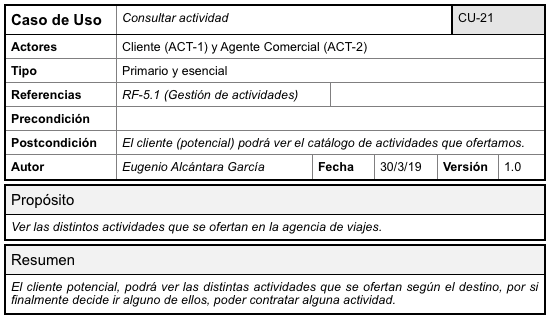 Caso de Uso Consultar actividad CU-21
Actores Cliente (ACT-1) y Agente Comercial (ACT-2)
Tipo Primario y esencial
Referencias RF-5.1 (Gestión de actividades)
Precondición
Postcondición El cliente (potencial) podrá ver el catálogo de actividades que ofertamos.
Autor Eugenio Alcántara García Fecha 30/3/19 Versión 1.0
Propósito
Ver las distintos actividades que se ofertan en la agencia de viajes.
Resumen
El cliente potencial, podrá ver las distintas actividades que se ofertan según el destino, por si
finalmente decide ir alguno de ellos, poder contratar alguna actividad.